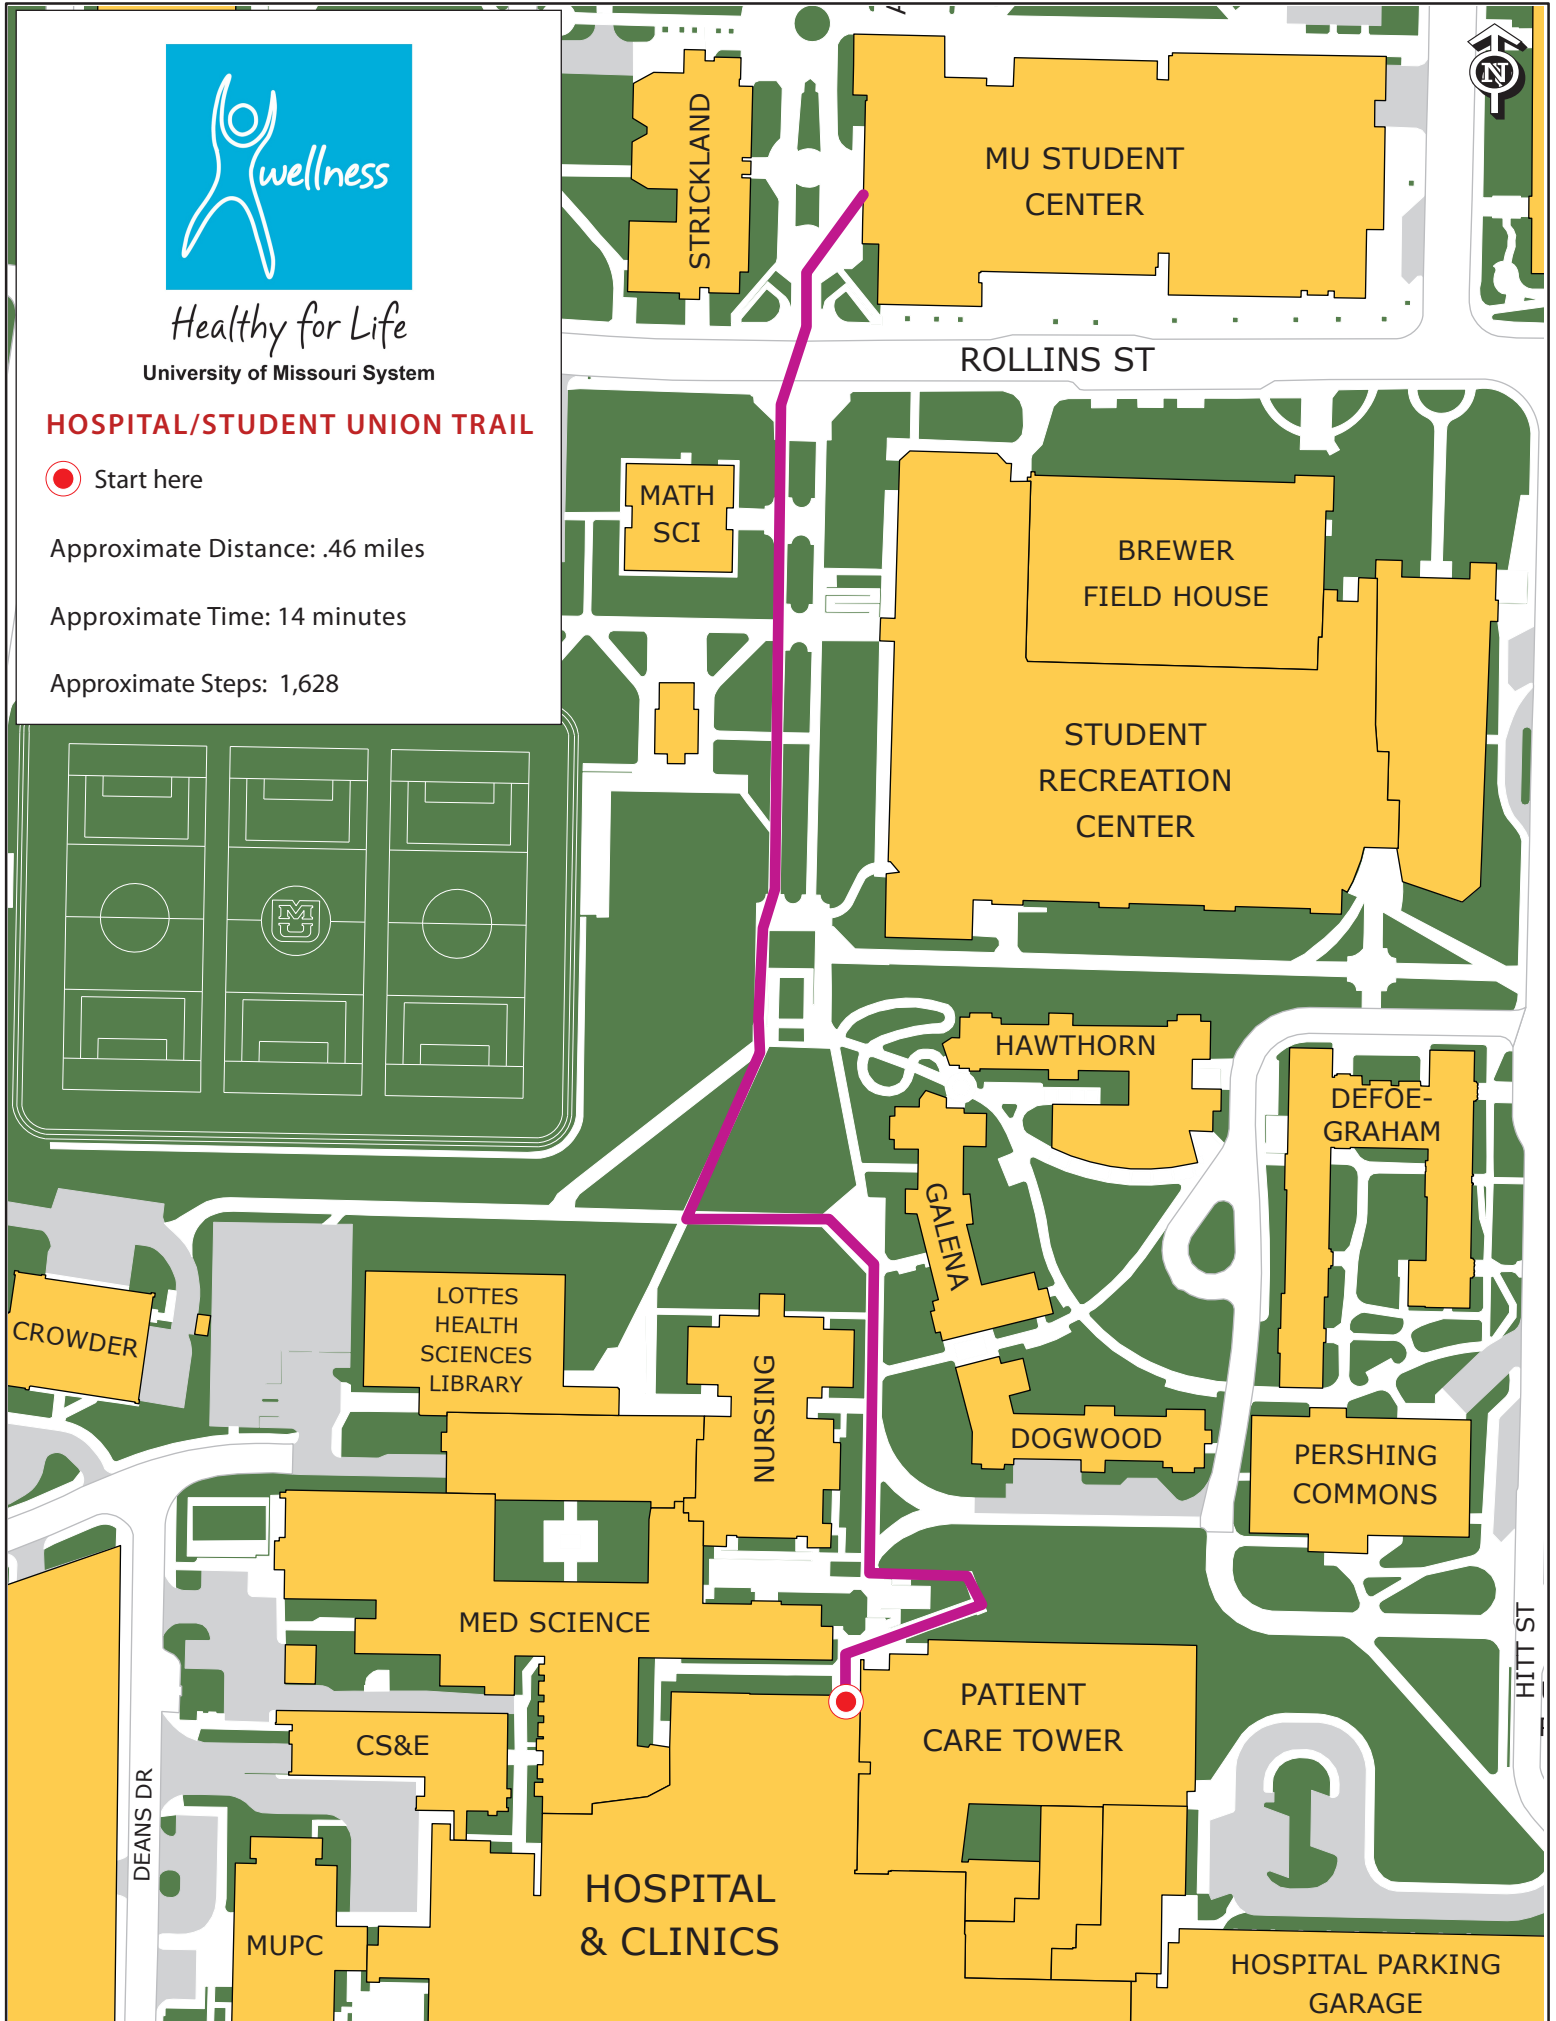 wellness
Healthy for Life
University of Missouri System
HOSPITAL/STUDENT UNION TRAIL
Start here
Approximate Distance: .46 miles
Approximate Time: 14 minutes
Approximate Steps: 1,628
N
STRICKLAND
MU STUDENT
CENTER
ROLLINS ST
MATH
SCI
BREWER
FIELD HOUSE
STUDENT
RECREATION
CENTER
MU
HAWTHORN
DEFOE-
GRAHAM
GALENA
CROWDER
LOTTES
HEALTH
SCIENCES
LIBRARY
NURSING
DOGWOOD
PERSHING
COMMONS
MED SCIENCE
HITT ST
PATIENT
CARE TOWER
CS&E
DEANS DR
HOSPITAL
& CLINICS
MUPC
HOSPITAL PARKING
GARAGE